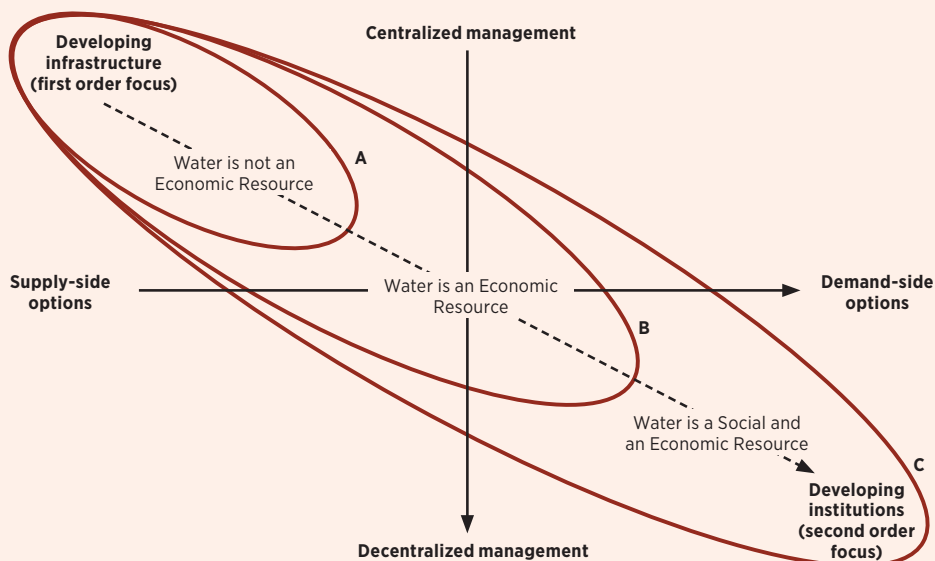 Centralized management
Developing
infrastructure
(first order focus)
Water is not an
Economic Resource
A
Supply-side
options
Water is an Economic
Resource
Demand-side
options
B
Water is a Social and
an Economic Resource
C
Developing
institutions
(second order
focus)
Decentralized management